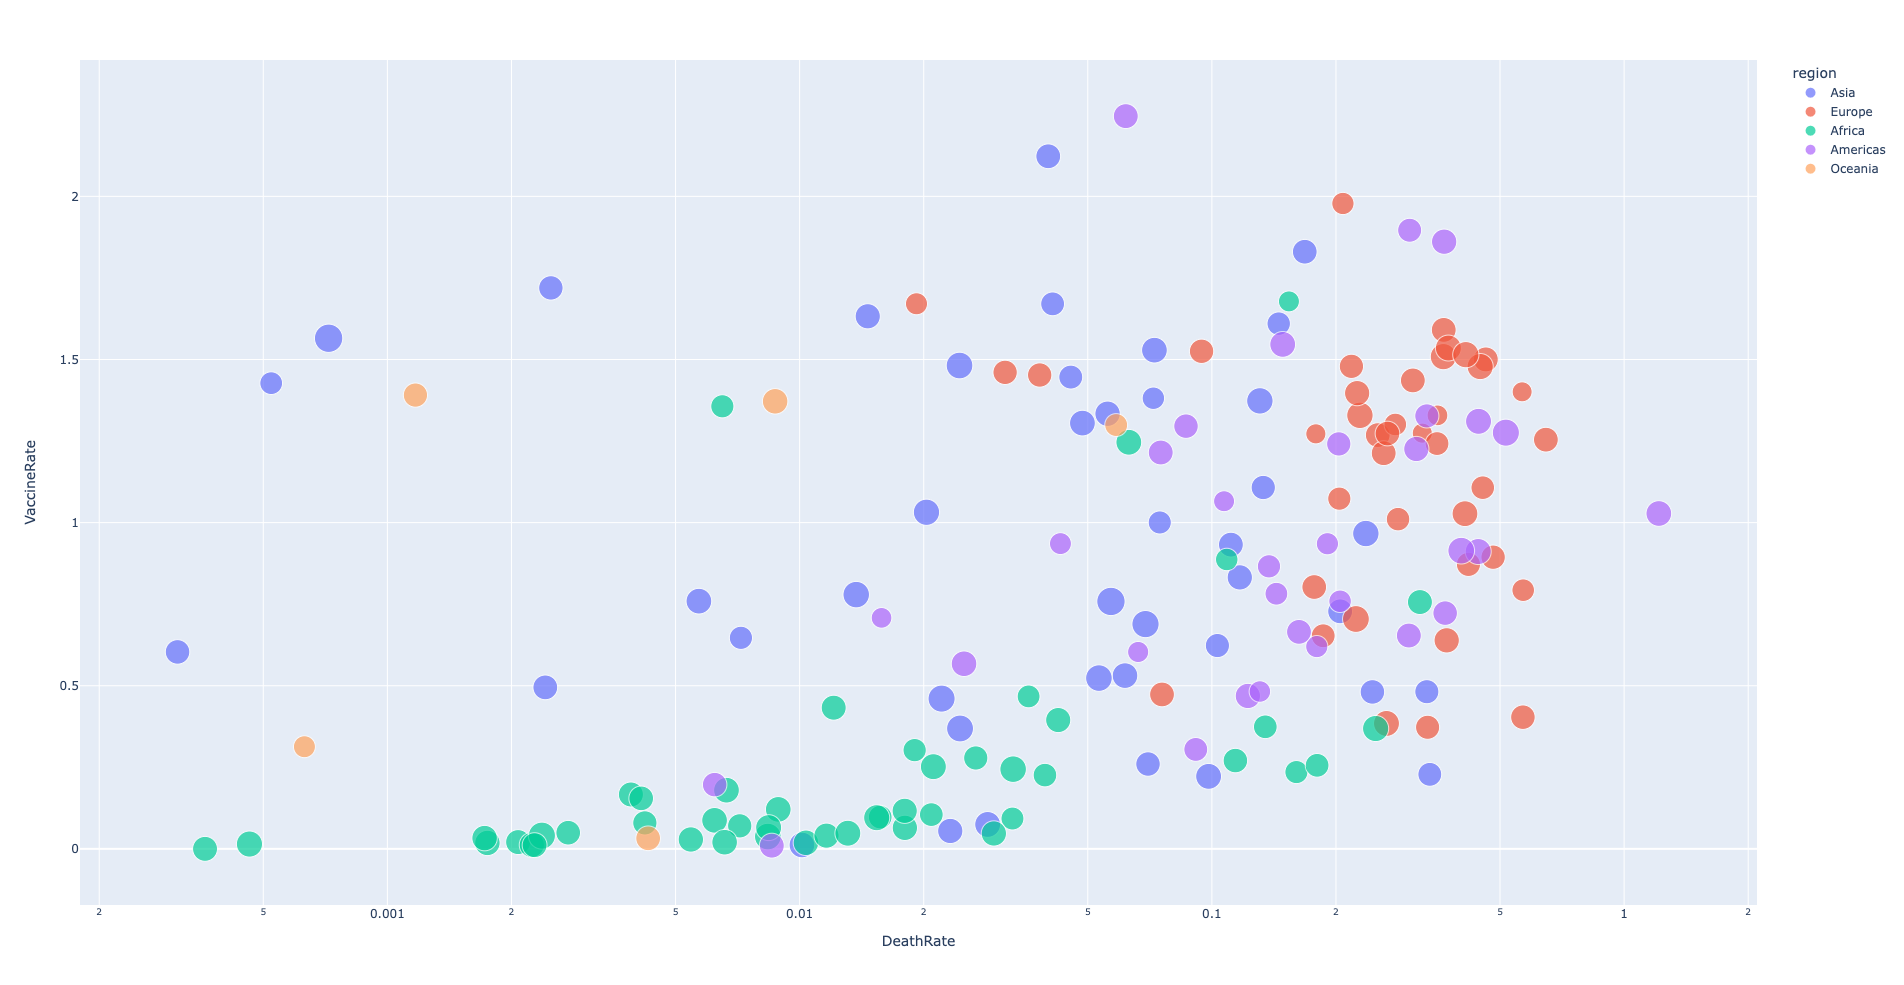 region
Asia
Europe
Africa
Americas
Oceania
VaccineRate
2
1.5
1
0.5
0
2 5 0.001 2 5 0.01 2 5 0.1 2 5 1 2
DeathRate